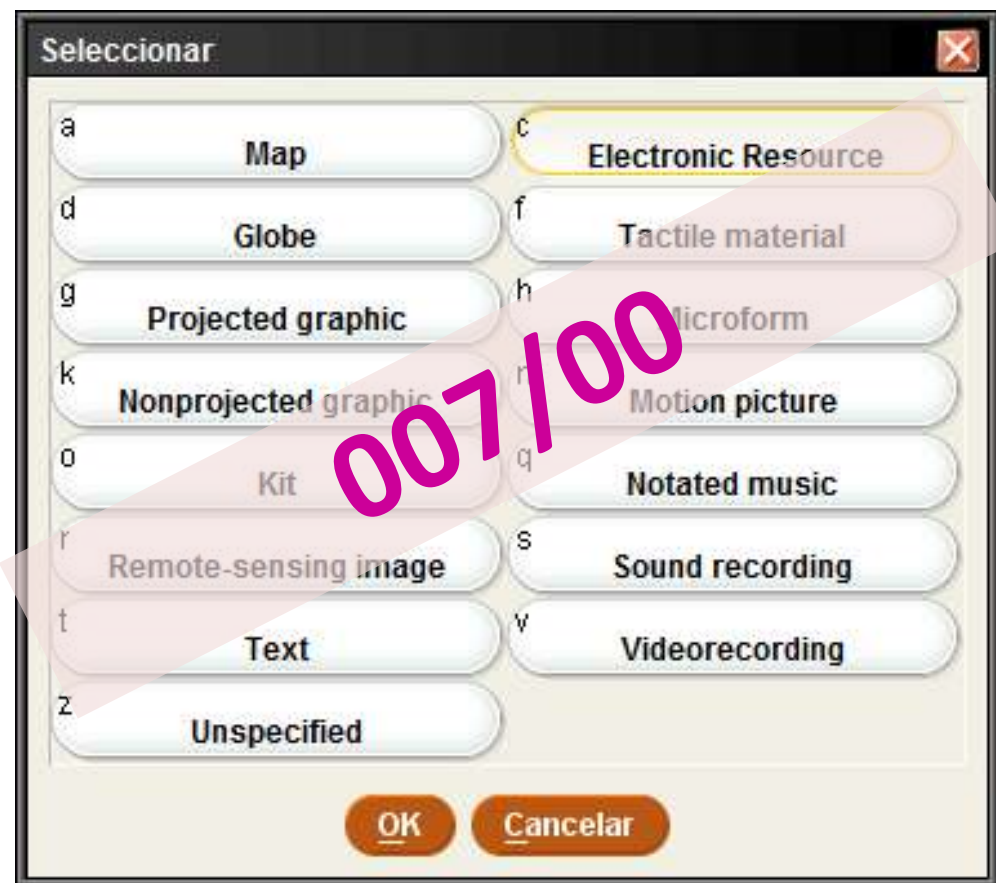 Seleccionar
a Map
c Electronic Resource
d Globe
f Tactile material
g Projected graphic
h Microform
k Nonprojected graphic
r Motion picture
o Kit
q Notated music
r Remote-sensing image
s Sound recording
t Text
v Videorecording
z Unspecified
007/00
OK Cancelar